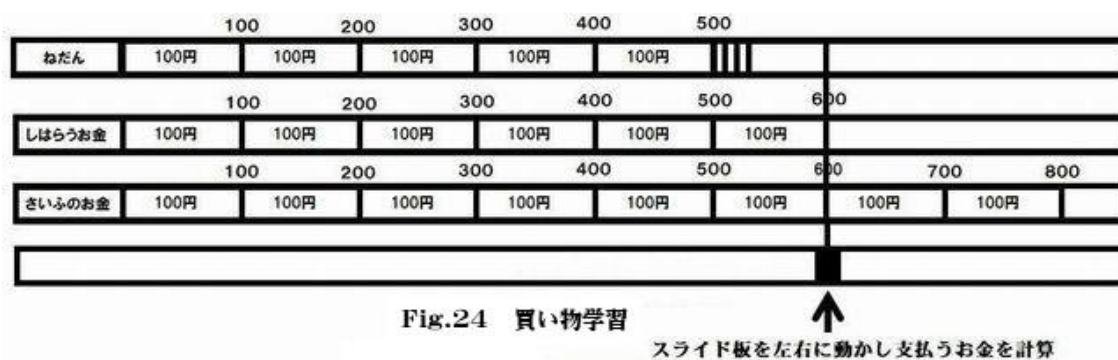 100 200 300 400 500
ねだん 100円 100円 100円 100円 100円
100 200 300 400 500 600
しはらうお金 100円 100円 100円 100円 100円 100円
100 200 300 400 500 600 700 800
さいふのお金 100円 100円 100円 100円 100円 100円 100円 100円
Fig.24 買い物学習
スライド板を左右に動かし支払うお金を計算